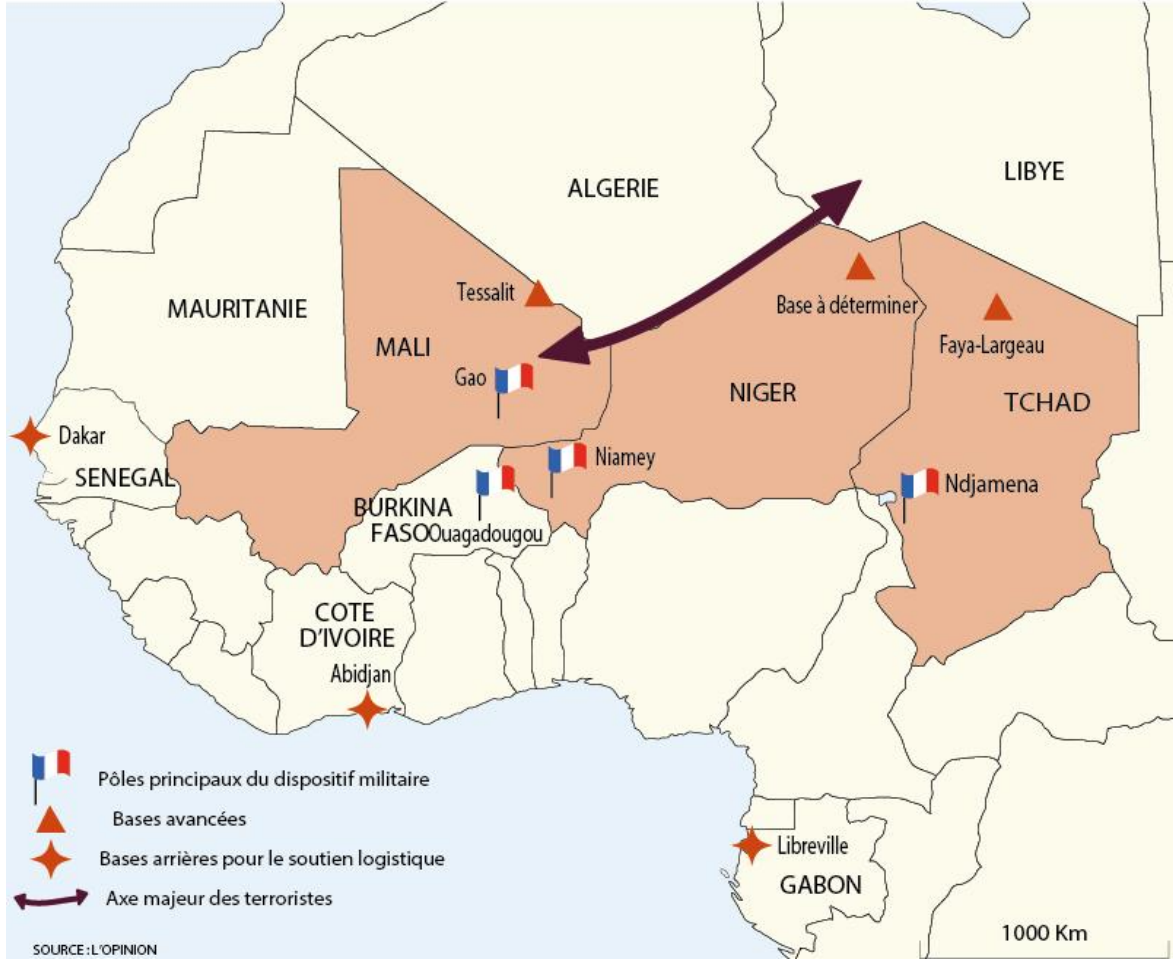 ALGERIE
LIBYE
MAURITANIE
Tessalit
Base à déterminer
Faya-Largeau
MALI
Gao
NIGER
TCHAD
Dakar
SENEGAL
Niamey
Ndjamena
BURKINA
FASO
Ouagadougou
COTE
D'IVOIRE
Abidjan
Pôles principaux du dispositif militaire
Bases avancées
Bases arrières pour le soutien logistique
Axe majeur des terroristes
Libreville
GABON
1000 Km
SOURCE : L'OPINION